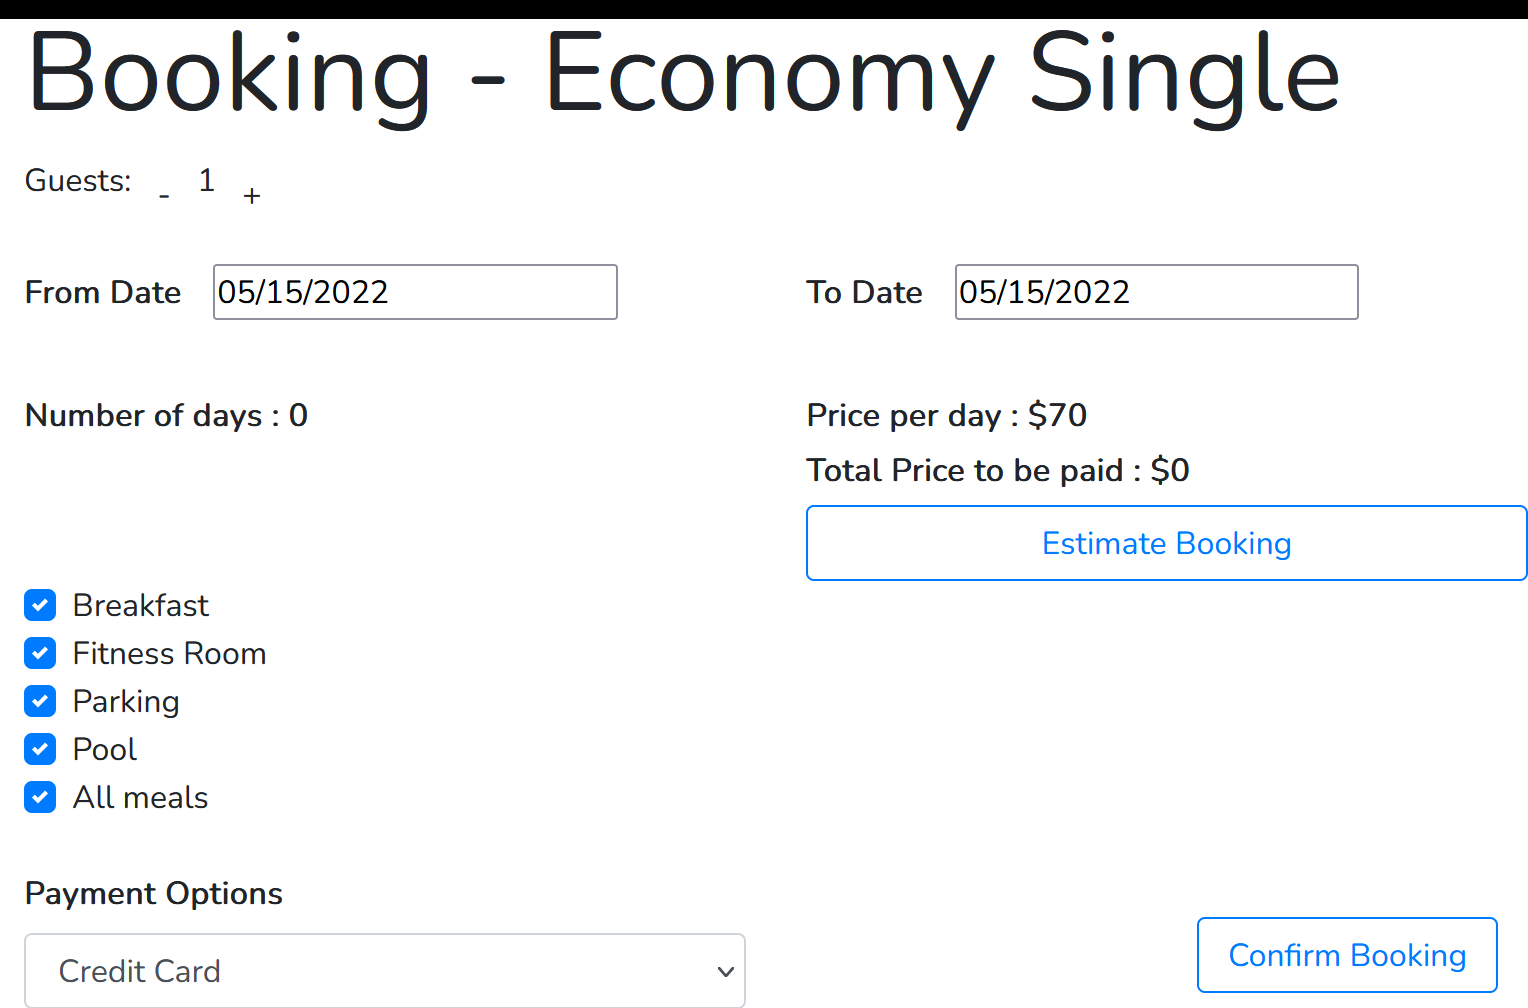 Booking - Economy Single
Guests: - 1 +
From Date 05/15/2022 To Date 05/15/2022
Number of days : 0 Price per day : $70
Total Price to be paid : $0
Estimate Booking
Breakfast
Fitness Room
Parking
Pool
All meals
Payment Options
Credit Card
Confirm Booking